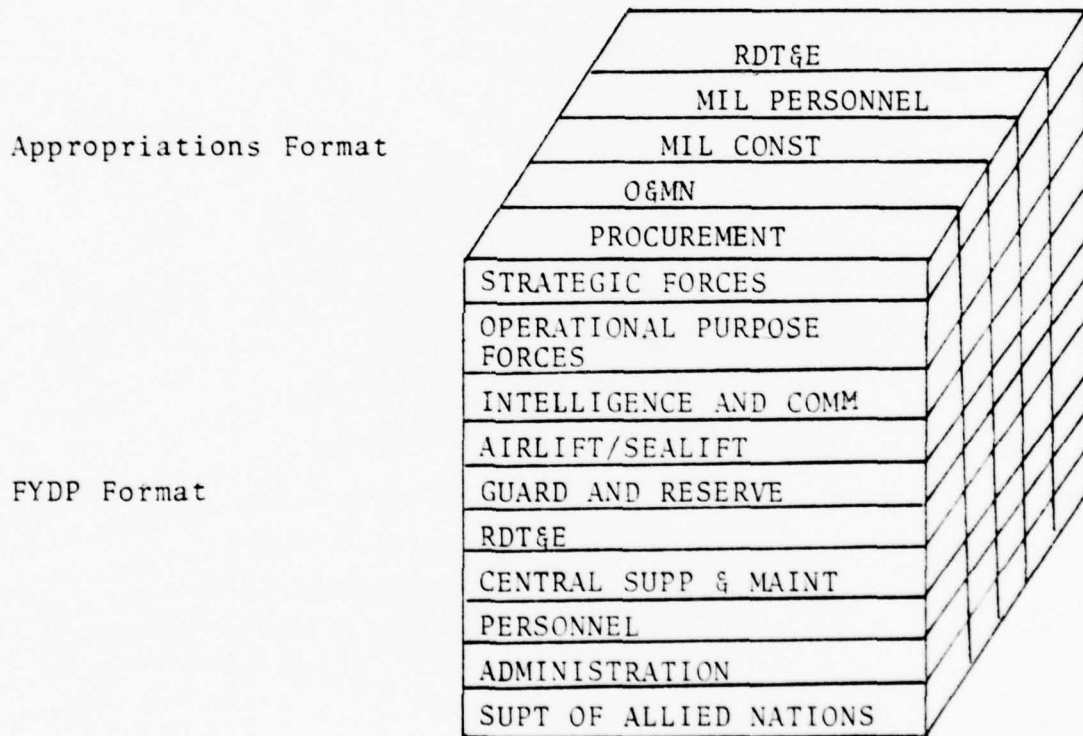 RDT&E
MIL PERSONNEL
Appropriations Format
MIL CONST
O&MN
PROCUREMENT
STRATEGIC FORCES
OPERATIONAL PURPOSE
FORCES
INTELLIGENCE AND COMM
AIRLIFT/SEALIFT
FYDP Format
GUARD AND RESERVE
RDT&E
CENTRAL SUPP & MAINT
PERSONNEL
ADMINISTRATION
SUPT OF ALLIED NATIONS